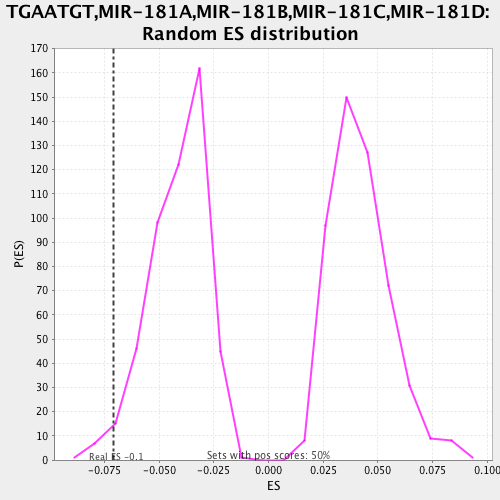 TGAATGT,MIR-181A,MIR-181B,MIR-181C,MIR-181D:
Random ES distribution
170
160
150
140
130
120
110
100
90
80
70
60
50
40
30
20
10
0
P(ES)
Real ES -0.1
Sets with pos scores: 50%
-0.075 -0.050 -0.025 0.000 0.025 0.050 0.075 0.100
ES